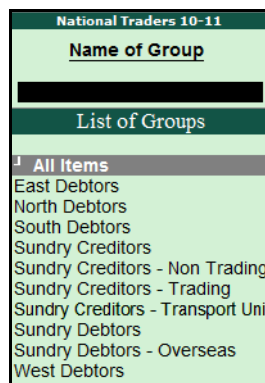 National Traders 10-11
Name of Group
List of Groups
All Items
East Debtors
North Debtors
South Debtors
Sundry Creditors
Sundry Creditors - Non Trading
Sundry Creditors - Trading
Sundry Creditors - Transport Uni
Sundry Debtors
Sundry Debtors - Overseas
West Debtors